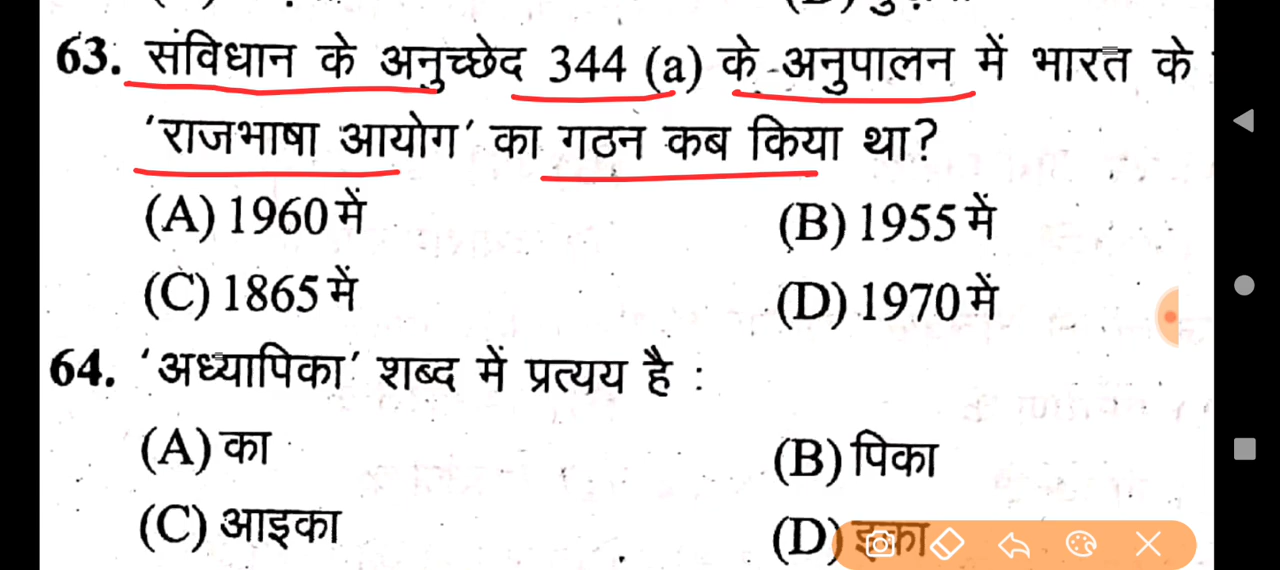 63. संविधान के अनुच्छेद 344 (a) के अनुपालन में भारत के
'राजभाषा आयोग' का गठन कब किया था?
(A) 1960 में (B) 1955 में
(C) 1865 में (D) 1970 में
64. 'अध्यापिका' शब्द में प्रत्यय है :
(A) का (B) पिका
(C) आइका (D) इका